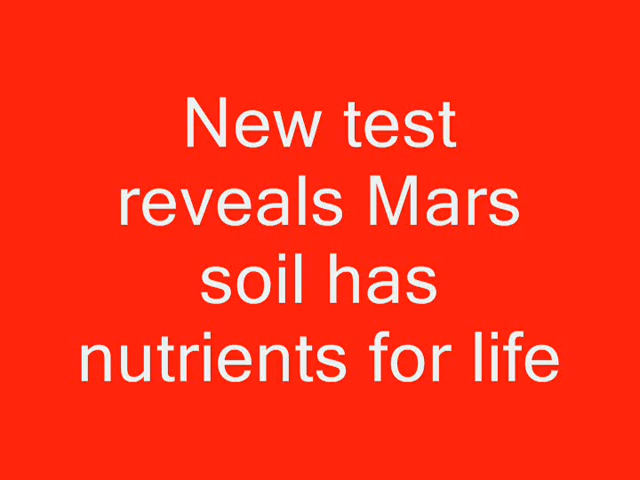 New test
reveals Mars
soil has
nutrients for life